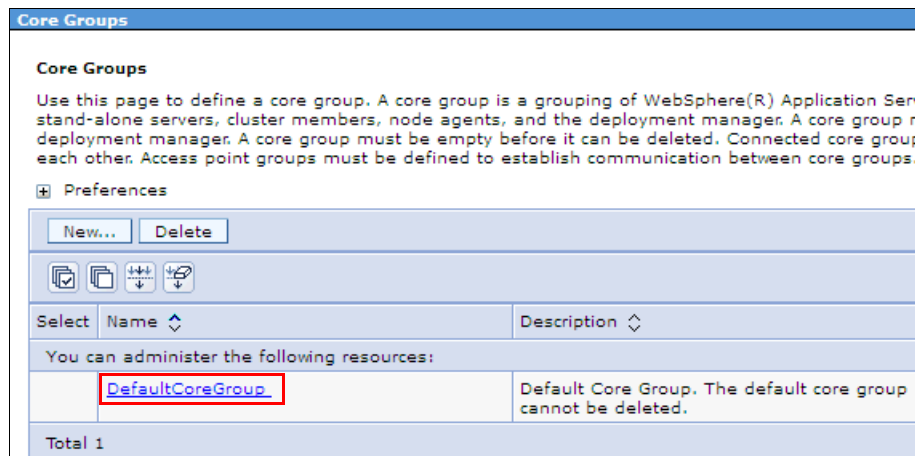 Core Groups
Core Groups
Use this page to define a core group. A core group is a grouping of WebSphere(R) Application
stand-alone servers, cluster members, node agents, and the deployment manager. A core group
deployment manager. A core group must be empty before it can be deleted. Connected core
each other. Access point groups must be defined to establish communication between core groups.
Preferences
New... Delete
Select Name Description
You can administer the following resources:
DefaultCoreGroup Default Core Group. The default core group
cannot be deleted.
Total 1